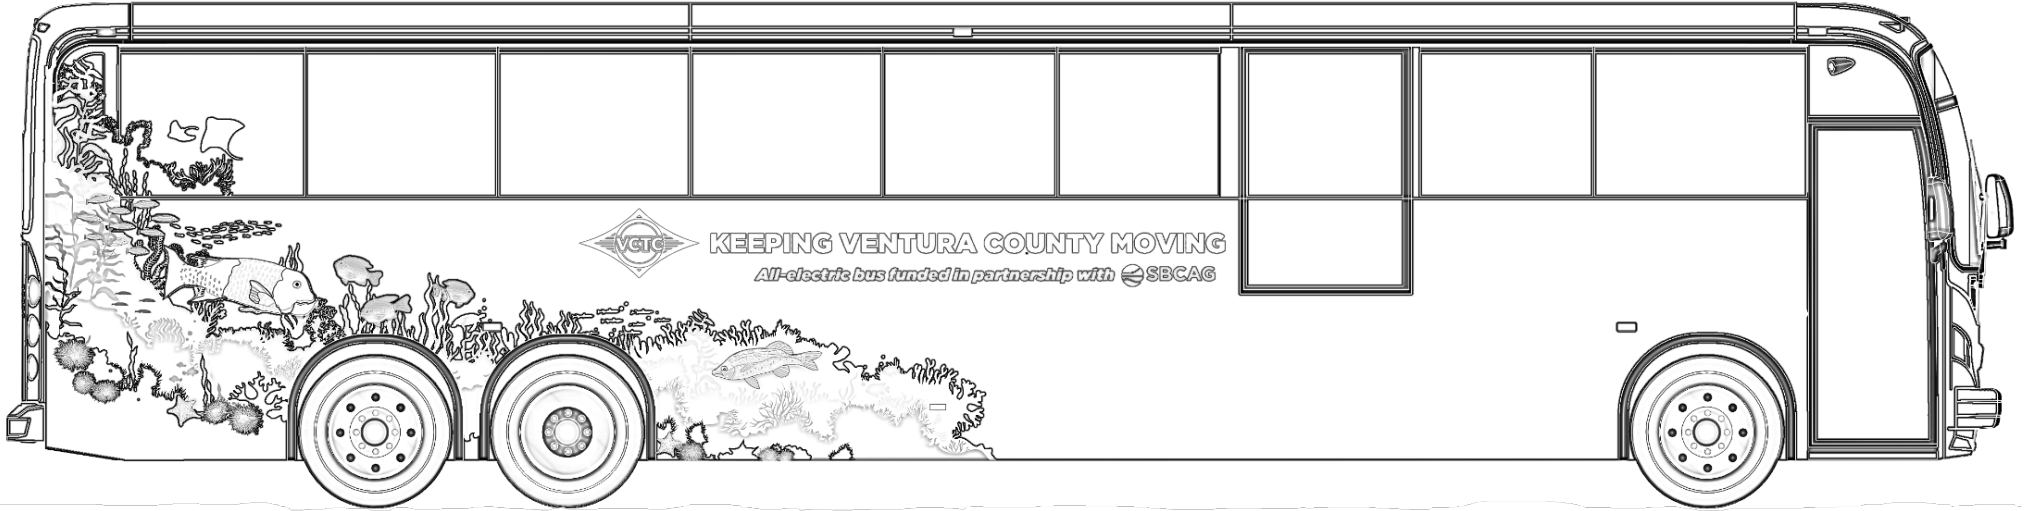 VCTC
KEEPING VENTURA COUNTY MOVING
All-electric bus funded in partnership with SBCAG